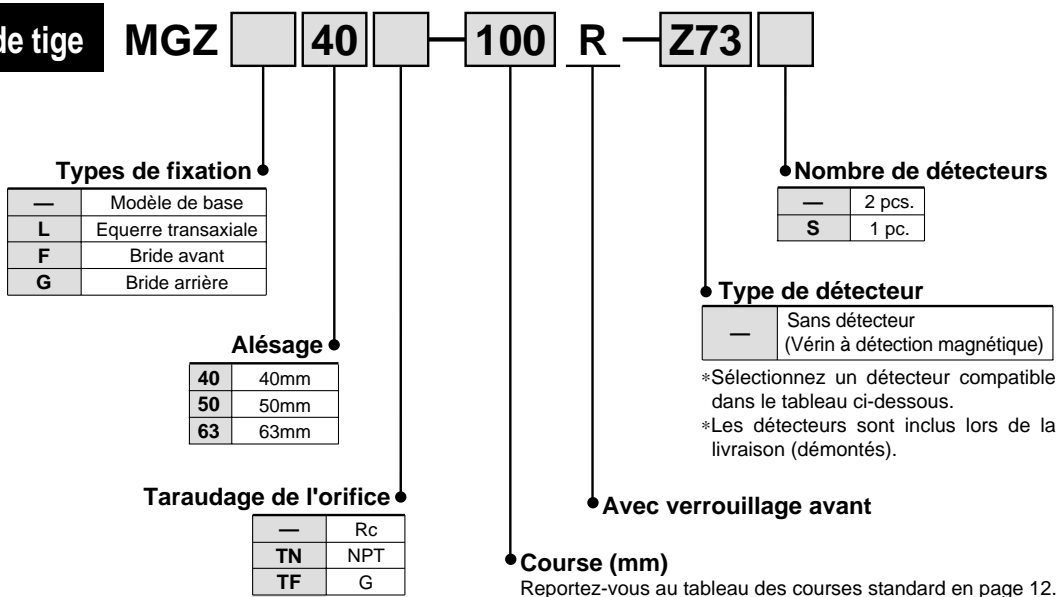 de tige MGZ 40 — 100 R — Z73
Types de fixation
— Modèle de base
L Equerre transaxiale
F Bride avant
G Bride arrière
Alésage
40 40mm
50 50mm
63 63mm
Taraudage de l'orifice
— Rc
TN NPT
TF G
Nombre de détecteurs
— 2 pcs.
S 1 pc.
Type de détecteur
— Sans détecteur
(Vérin à détection magnétique)
*Sélectionnez un détecteur compatible
dans le tableau ci-dessous.
*Les détecteurs sont inclus lors de la
livraison (démontés).
Avec verrouillage avant
Course (mm)
Reportez-vous au tableau des courses standard en page 12.